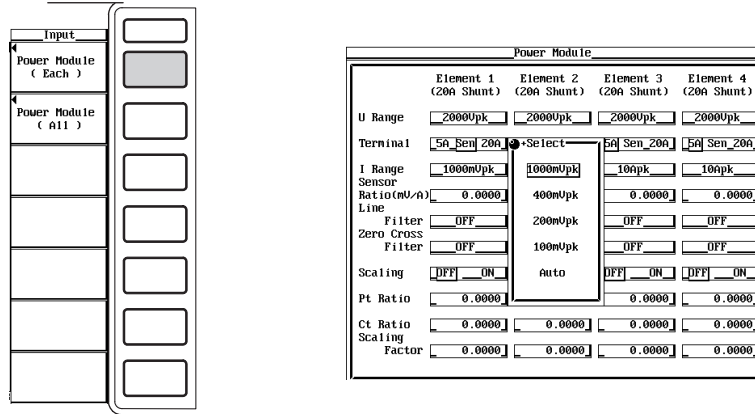 Input
Power Module
( Each )
Power Module
( All )
Power Module
Element 1 Element 2 Element 3 Element 4
(20A Shunt) (20A Shunt) (20A Shunt) (20A Shunt)
U Range 2000Vpk 2000Vpk 2000Vpk 2000Vpk
Terminal 5A Sen 20A +Select 5A Sen 20A 5A Sen 20A
I Range 1000mVpk 1000mVpk 10Apk 10Apk
Sensor
Ratio(mV/A) 0.0000 400mVpk 0.0000 0.0000
Line
Filter OFF 200mVpk OFF OFF
Zero Cross
Filter OFF 100mVpk OFF OFF
Scaling OFF ON Auto OFF ON OFF ON
Pt Ratio 0.0000 0.0000 0.0000
Ct Ratio 0.0000 0.0000 0.0000 0.0000
Scaling
Factor 0.0000 0.0000 0.0000 0.0000